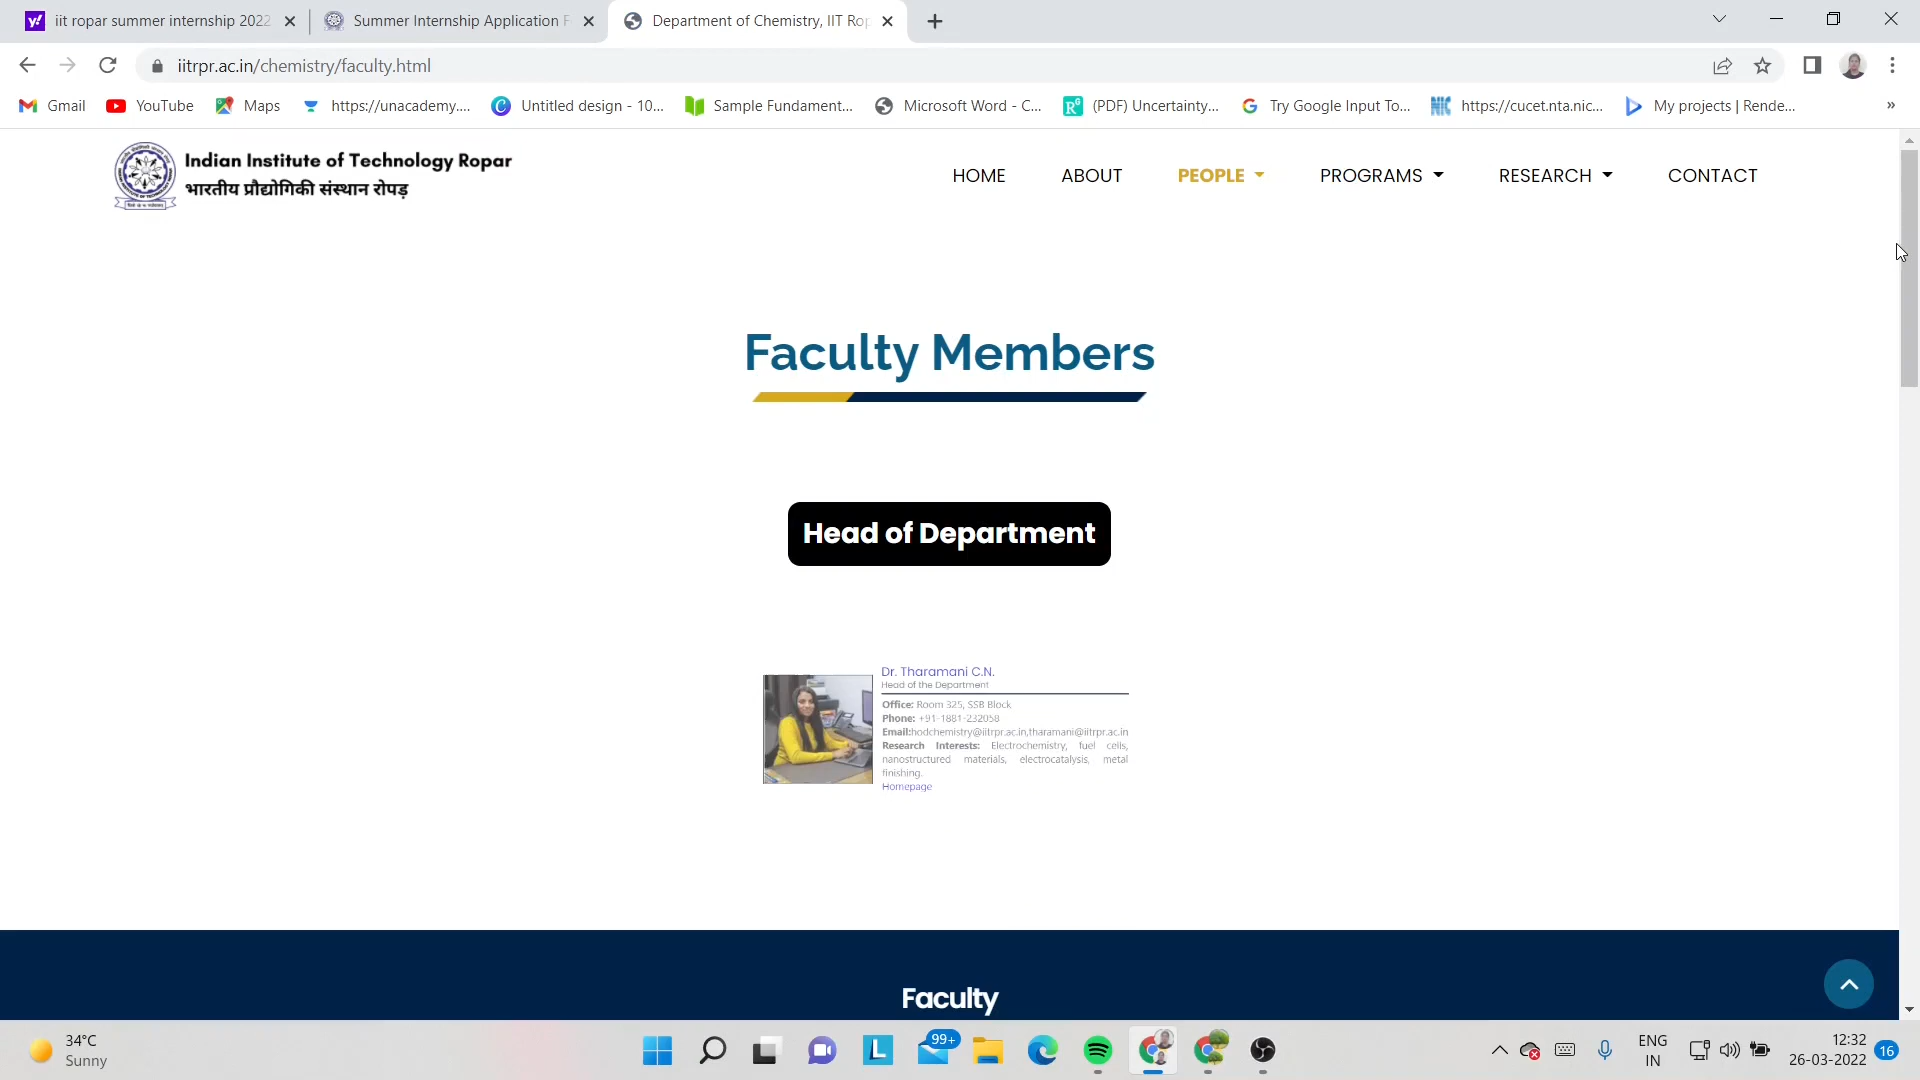 iit ropar summer internship 2022
Summer Internship Application F
Department of Chemistry, IIT Rop
iitrpr.ac.in/chemistry/faculty.html
Gmail
YouTube
Maps
https://unacademy....
Untitled design - 10...
Sample Fundament...
Microsoft Word - C...
(PDF) Uncertainty...
Try Google Input To...
https://cucet.nta.nic...
My projects | Rende...
»
Indian Institute of Technology Ropar
भारतीय प्रौद्योगिकी संस्थान रोपड़
HOME
ABOUT
PEOPLE
PROGRAMS
RESEARCH
CONTACT
Faculty Members
Head of Department
Dr. Tharamani C.N.
Head of the Department
Office: Room 325, SSB Block
Phone: +91-1881-232058
Email:hodchemistry@iitrpr.ac.in,tharamani@iitrpr.ac.in
Research Interests: Electrochemistry, fuel cells,
nanostructured materials, electrocatalysis, metal
finishing.
Homepage
Faculty
34°C
Sunny
99+
ENG
IN
12:32
26-03-2022
16